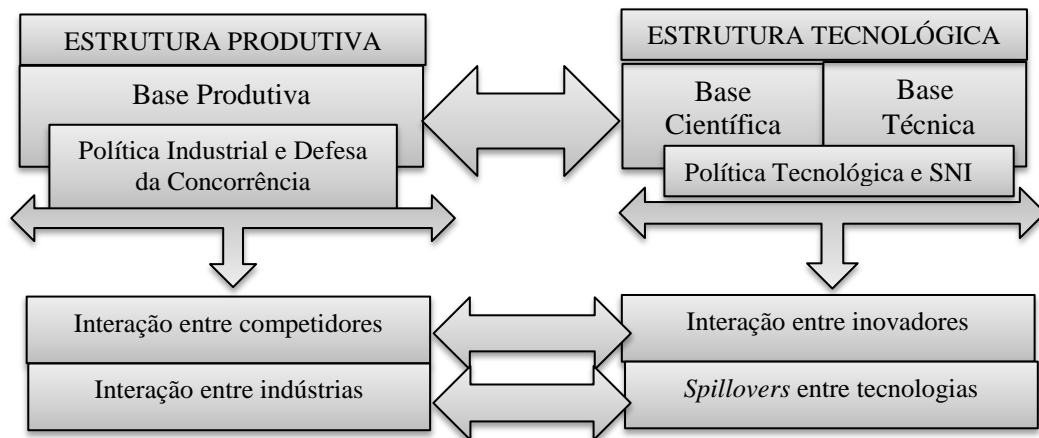 ESTRUTURA PRODUTIVA
Base Produtiva
Política Industrial e Defesa
da Concorrência
ESTRUTURA TECNOLÓGICA
Base
Científica
Base
Técnica
Política Tecnológica e SNI
Interação entre competidores
Interação entre indústrias
Interação entre inovadores
Spillovers entre tecnologias